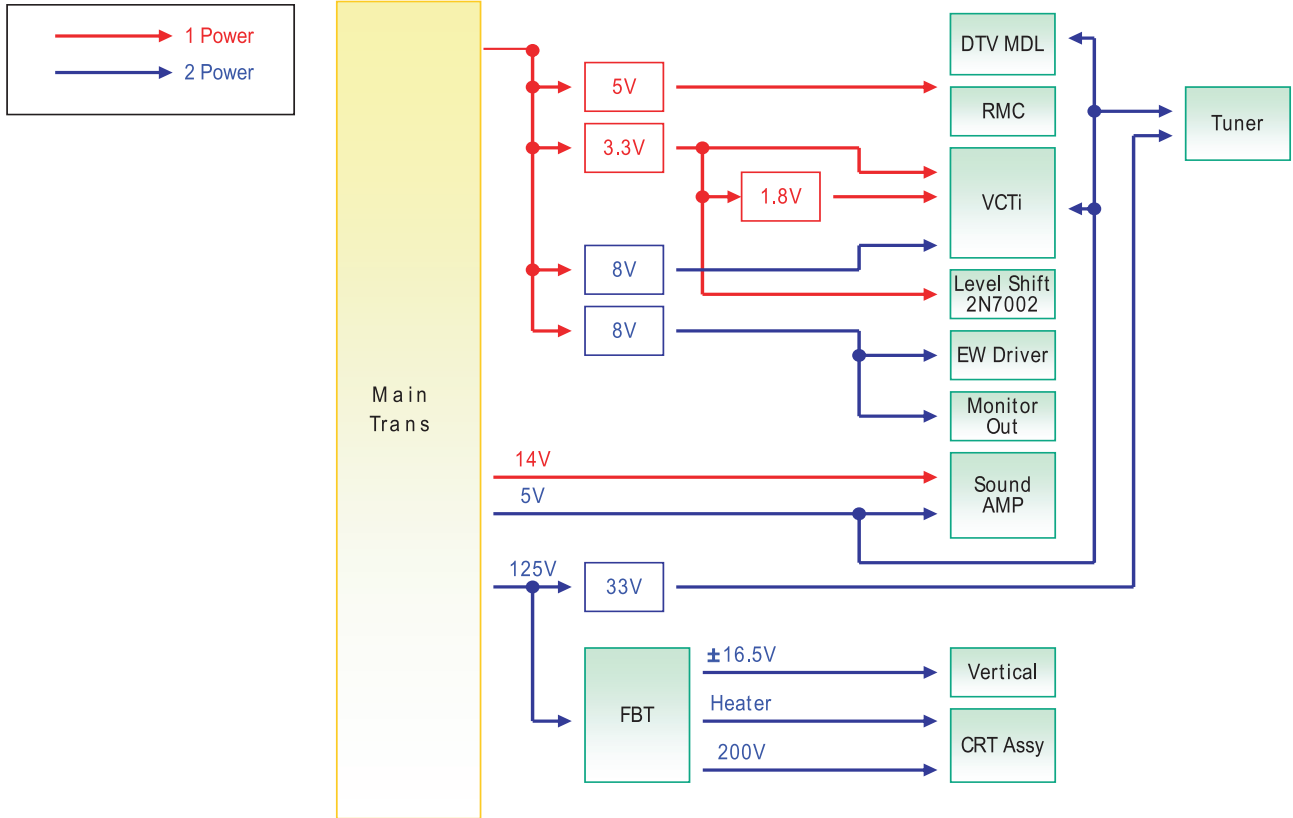 1 Power
2 Power
Main
Trans
5V
3.3V
1.8V
8V
8V
14V
5V
125V
33V
FBT
±16.5V
Heater
200V
DTV MDL
RMC
VCTi
Level Shift
2N7002
EW Driver
Monitor
Out
Sound
AMP
Vertical
CRT Assy
Tuner